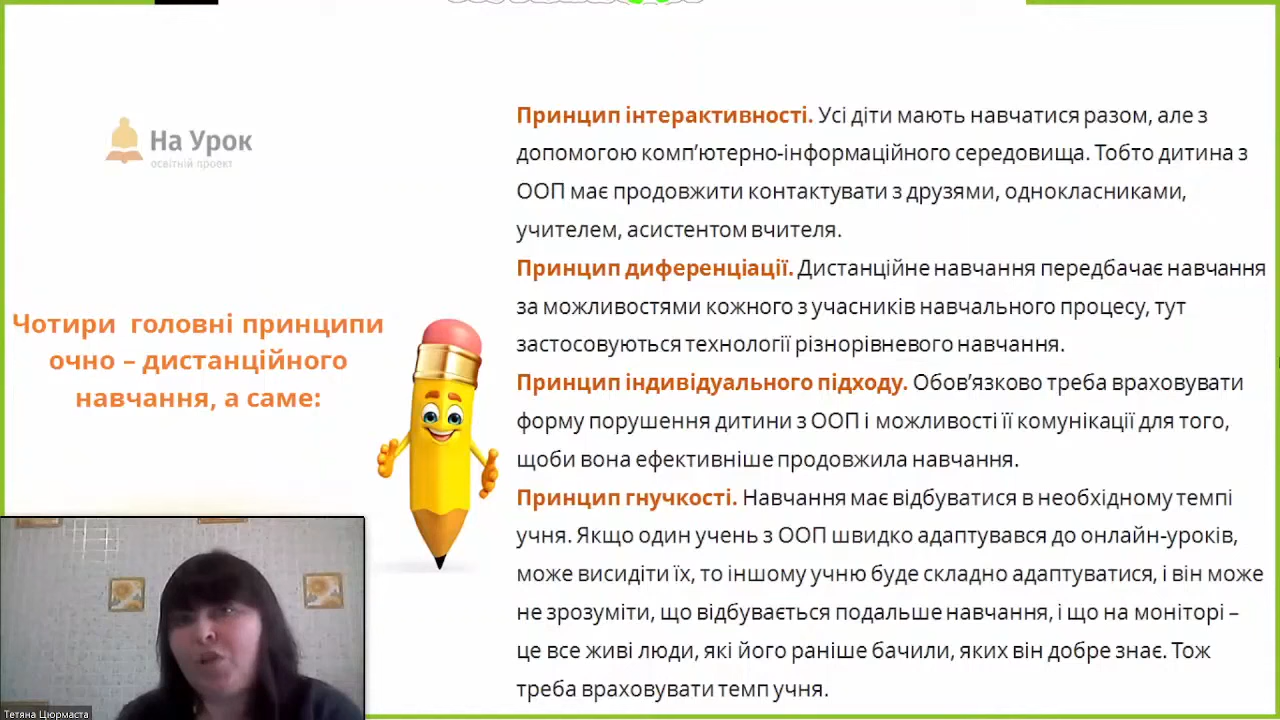 На Урок
освітній проект
Чотири головні принципи
очно – дистанційного
навчання, а саме:
Принцип інтерактивності. Усі діти мають навчатися разом, але з
допомогою комп’ютерно-інформаційного середовища. Тобто дитина з
ООП має продовжити контактувати з друзями, однокласниками,
учителем, асистентом вчителя.
Принцип диференціації. Дистанційне навчання передбачає навчання
за можливостями кожного з учасників навчального процесу, тут
застосовуються технології різнорівневого навчання.
Принцип індивідуального підходу. Обов’язково треба враховувати
форму порушення дитини з ООП і можливості її комунікації для того,
щоби вона ефективніше продовжила навчання.
Принцип гнучкості. Навчання має відбуватися в необхідному темпі
учня. Якщо один учень з ООП швидко адаптувався до онлайн-уроків,
може висидіти їх, то іншому учню буде складно адаптуватися, і він може
не зрозуміти, що відбувається подальше навчання, і що на моніторі –
це все живі люди, які його раніше бачили, яких він добре знає. Тож
треба враховувати темп учня.
Тетяна Цюрмаста